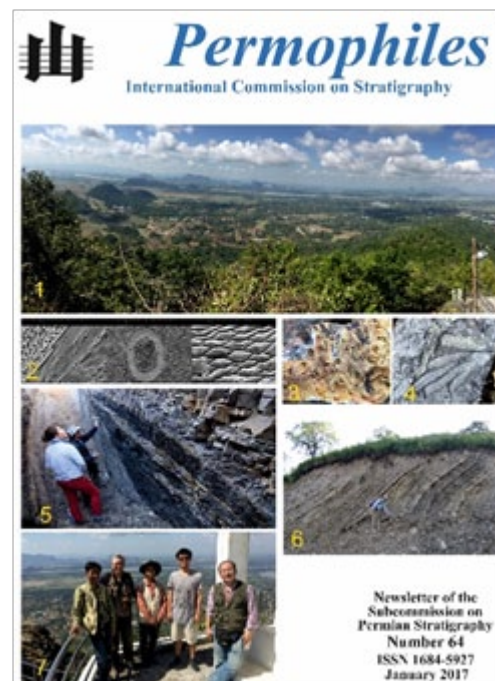 山
Permophiles
International Commission on Stratigraphy
1
2
3
4
5
6
7
Newsletter of the
Subcommission on
Permian Stratigraphy
Number 64
ISSN 1684-5927
January 2017